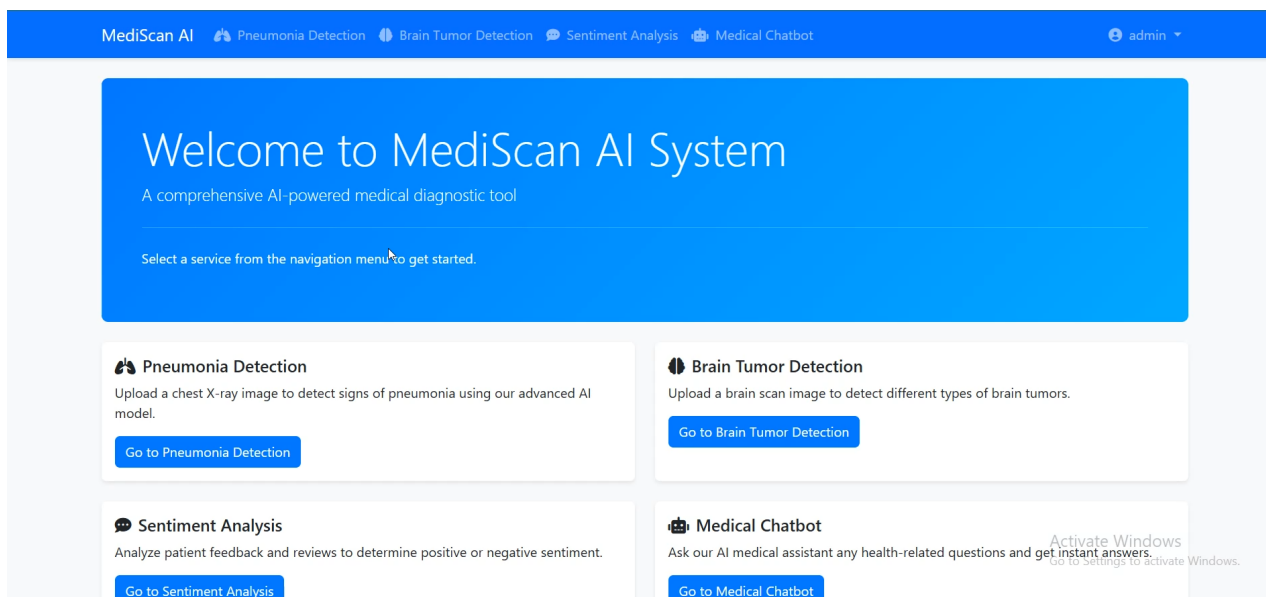 MediScan AI Pneumonia Detection Brain Tumor Detection Sentiment Analysis Medical Chatbot admin
Welcome to MediScan AI System
A comprehensive AI-powered medical diagnostic tool
Select a service from the navigation menu to get started.
Pneumonia Detection
Upload a chest X-ray image to detect signs of pneumonia using our advanced AI
model.
Go to Pneumonia Detection
Brain Tumor Detection
Upload a brain scan image to detect different types of brain tumors.
Go to Brain Tumor Detection
Sentiment Analysis
Analyze patient feedback and reviews to determine positive or negative sentiment.
Go to Sentiment Analysis
Medical Chatbot
Ask our AI medical assistant any health-related questions and get instant answers.
Go to Medical Chatbot
Activate Windows
Go to Settings to activate Windows.